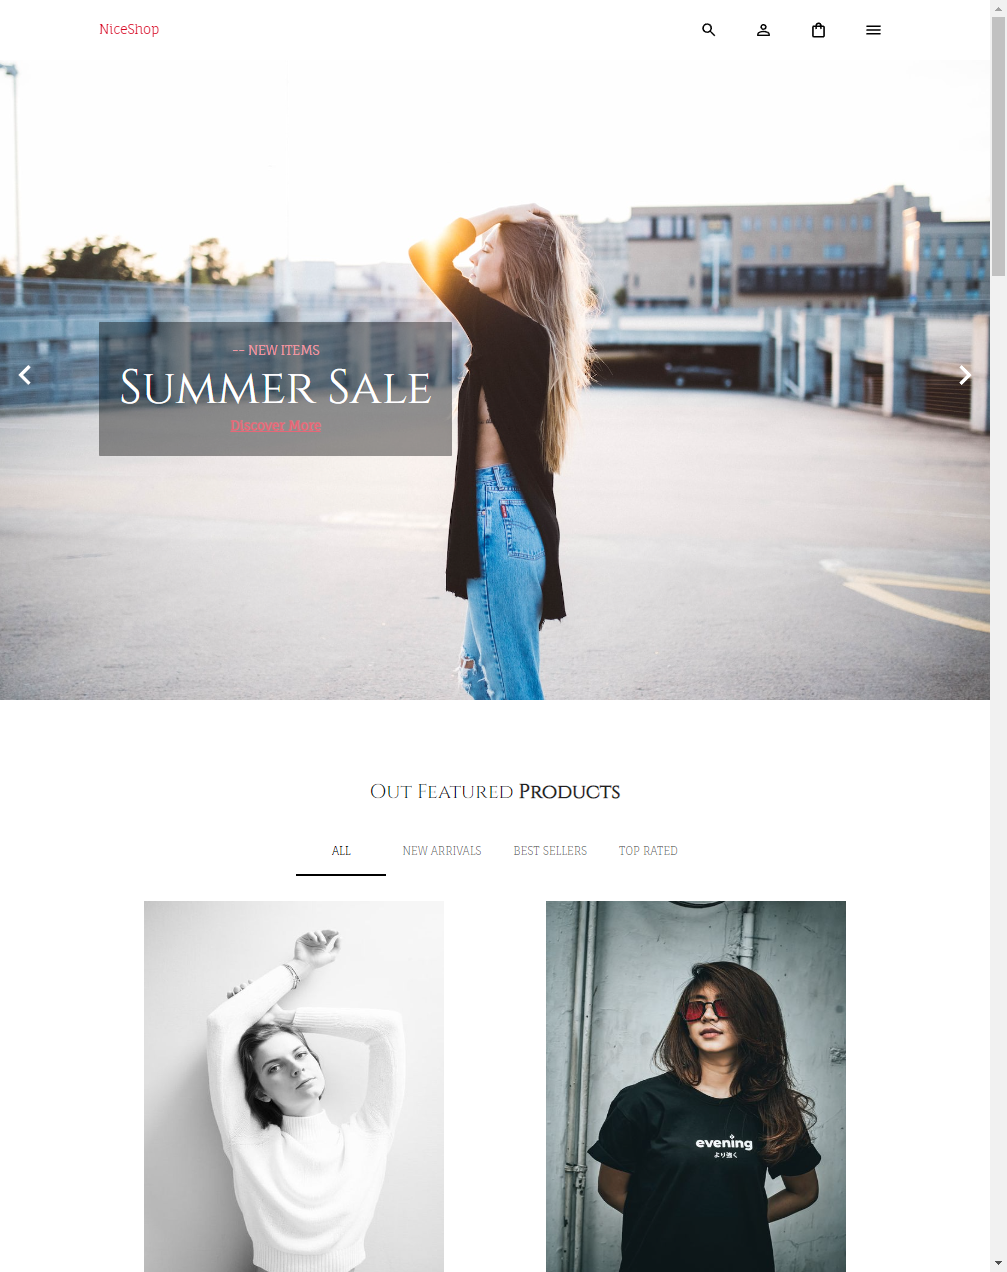 NiceShop
-- NEW ITEMS
Summer Sale
Discover More
Out Featured Products
ALL
NEW ARRIVALS
BEST SELLERS
TOP RATED
evening
より強く